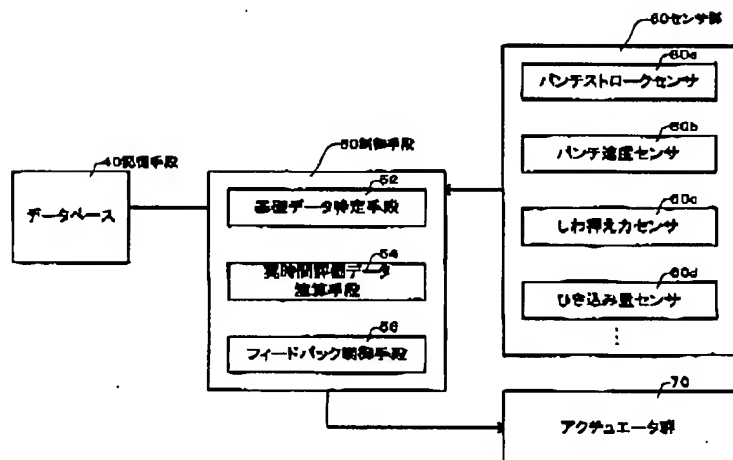 40記憶手段
データベース
50制御手段
52
基礎データ特定手段
54
実時間評価データ
演算手段
56
フィードバック制御手段
60センサ群
60a
パンチストロークセンサ
60b
パンチ速度センサ
60c
しわ押え力センサ
60d
ひき込み量センサ
⋮
70
アクチュエータ群